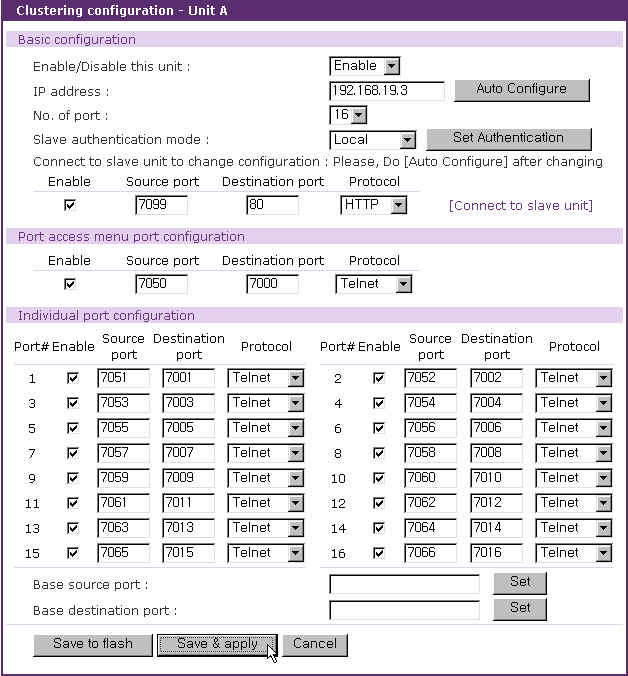 Clustering configuration - Unit A
Basic configuration
Enable/Disable this unit : Enable
IP address : 192.168.19.3 Auto Configure
No. of port : 16
Slave authentication mode : Local Set Authentication
Connect to slave unit to change configuration : Please, Do [Auto Configure] after changing
Enable Source port Destination port Protocol
7099 80 HTTP [Connect to slave unit]
Port access menu port configuration
Enable Source port Destination port Protocol
7050 7000 Telnet
Individual port configuration
Port# Enable Source port Destination port Protocol Port# Enable Source port Destination port Protocol
1 7051 7001 Telnet 2 7052 7002 Telnet
3 7053 7003 Telnet 4 7054 7004 Telnet
5 7055 7005 Telnet 6 7056 7006 Telnet
7 7057 7007 Telnet 8 7058 7008 Telnet
9 7059 7009 Telnet 10 7060 7010 Telnet
11 7061 7011 Telnet 12 7062 7012 Telnet
13 7063 7013 Telnet 14 7064 7014 Telnet
15 7065 7015 Telnet 16 7066 7016 Telnet
Base source port : Set
Base destination port : Set
Save to flash Save & apply Cancel